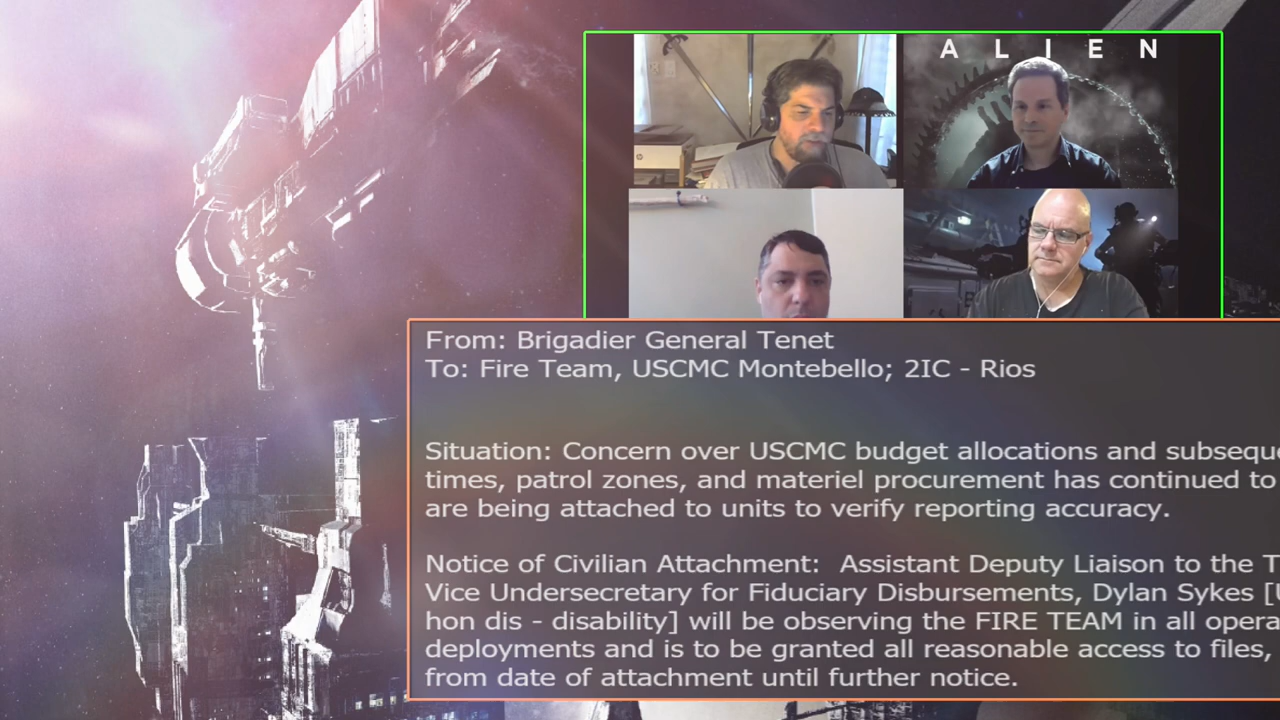 A L I E N
From: Brigadier General Tenet
To: Fire Team, USCMC Montebello; 2IC - Rios
Situation: Concern over USCMC budget allocations and subseque
times, patrol zones, and materiel procurement has continued to
are being attached to units to verify reporting accuracy.
Notice of Civilian Attachment: Assistant Deputy Liaison to the T
Vice Undersecretary for Fiduciary Disbursements, Dylan Sykes [U
hon dis - disability] will be observing the FIRE TEAM in all opera
deployments and is to be granted all reasonable access to files,
from date of attachment until further notice.